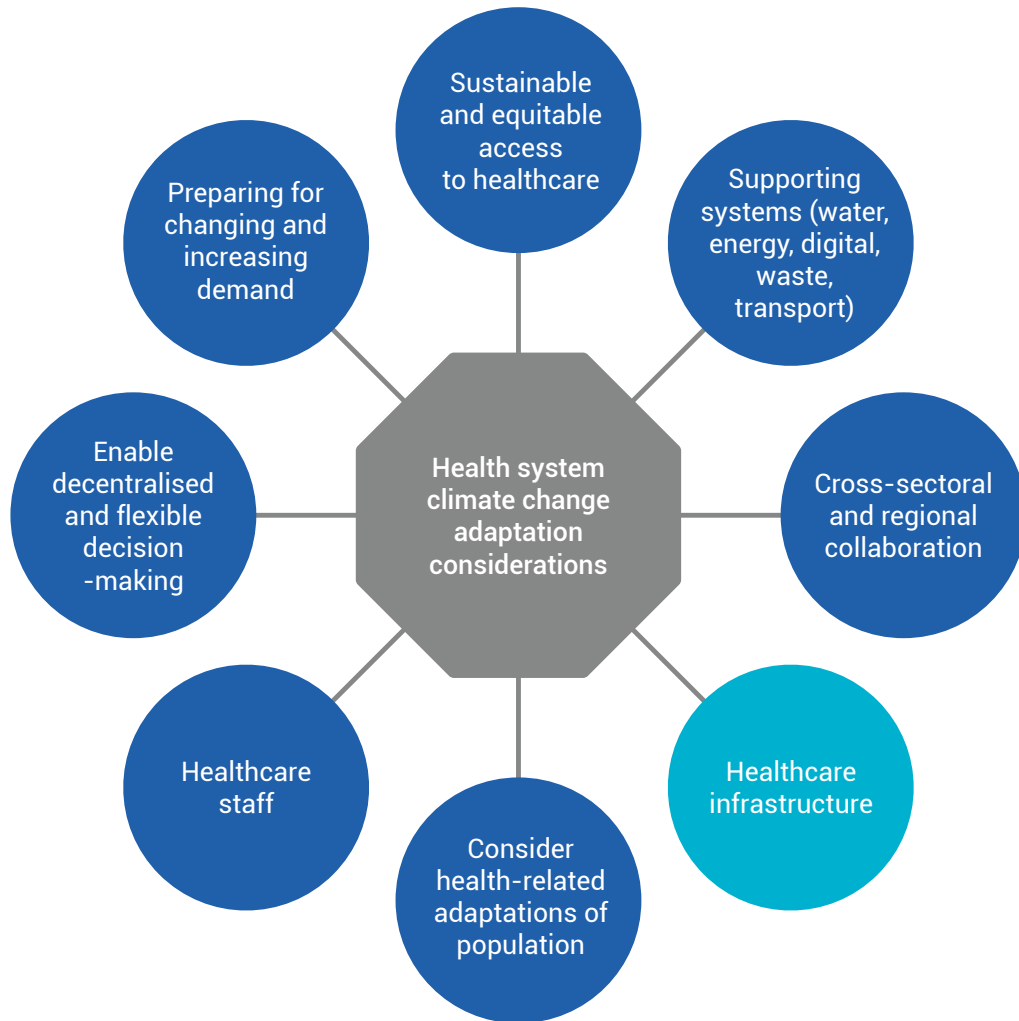 Sustainable
and equitable
access
to healthcare
Supporting
systems (water,
energy, digital,
waste,
transport)
Cross-sectoral
and regional
collaboration
Healthcare
infrastructure
Consider
health-related
adaptations of
population
Healthcare
staff
Enable
decentralised
and flexible
decision
-making
Preparing for
changing and
increasing
demand
Health system
climate change
adaptation
considerations